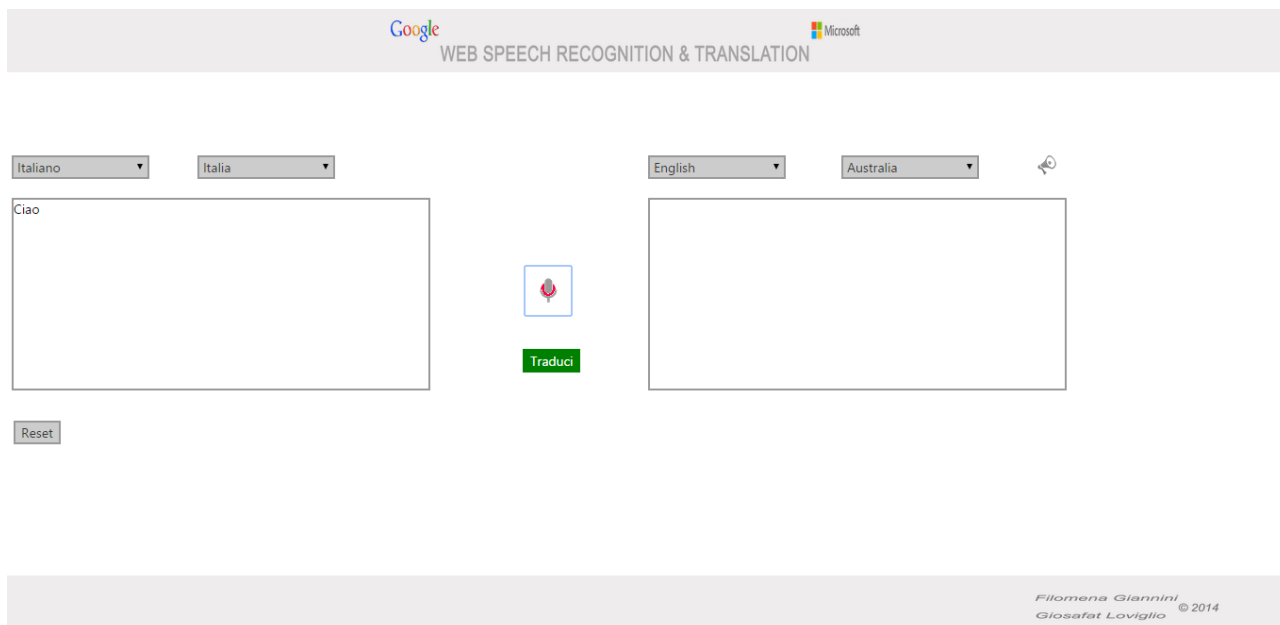 Google
Microsoft
WEB SPEECH RECOGNITION & TRANSLATION
Italiano
Italia
English
Australia
Ciao
Traduci
Reset
Filomena Giannini
Giosafat Loviglio
© 2014